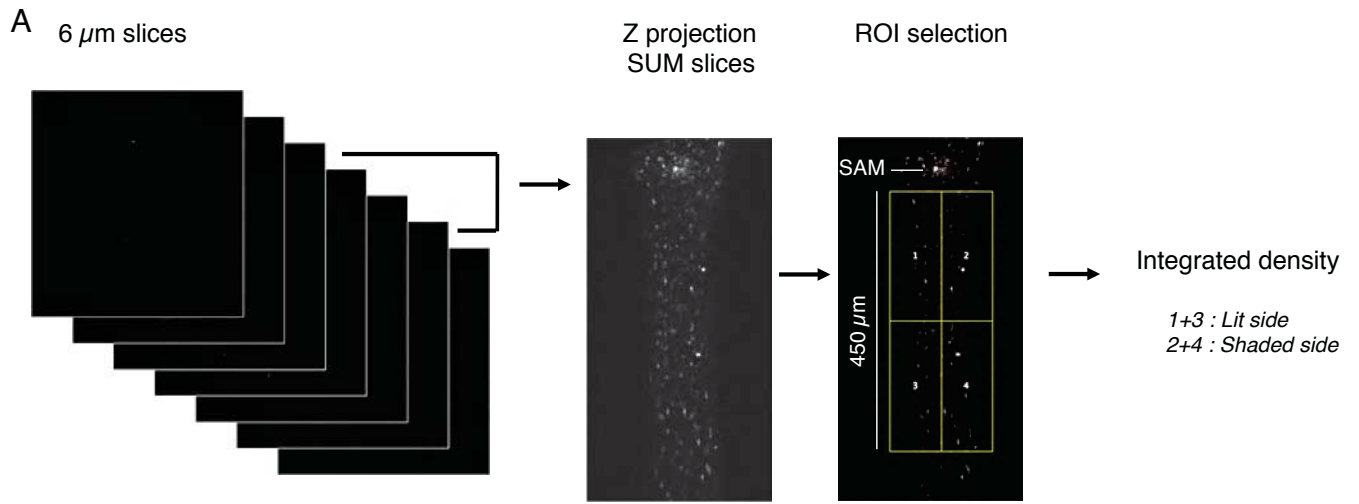 A
6 µm slices
Z projection
SUM slices
ROI selection
SAM
450 µm
1
2
3
4
Integrated density
1+3 : Lit side
2+4 : Shaded side